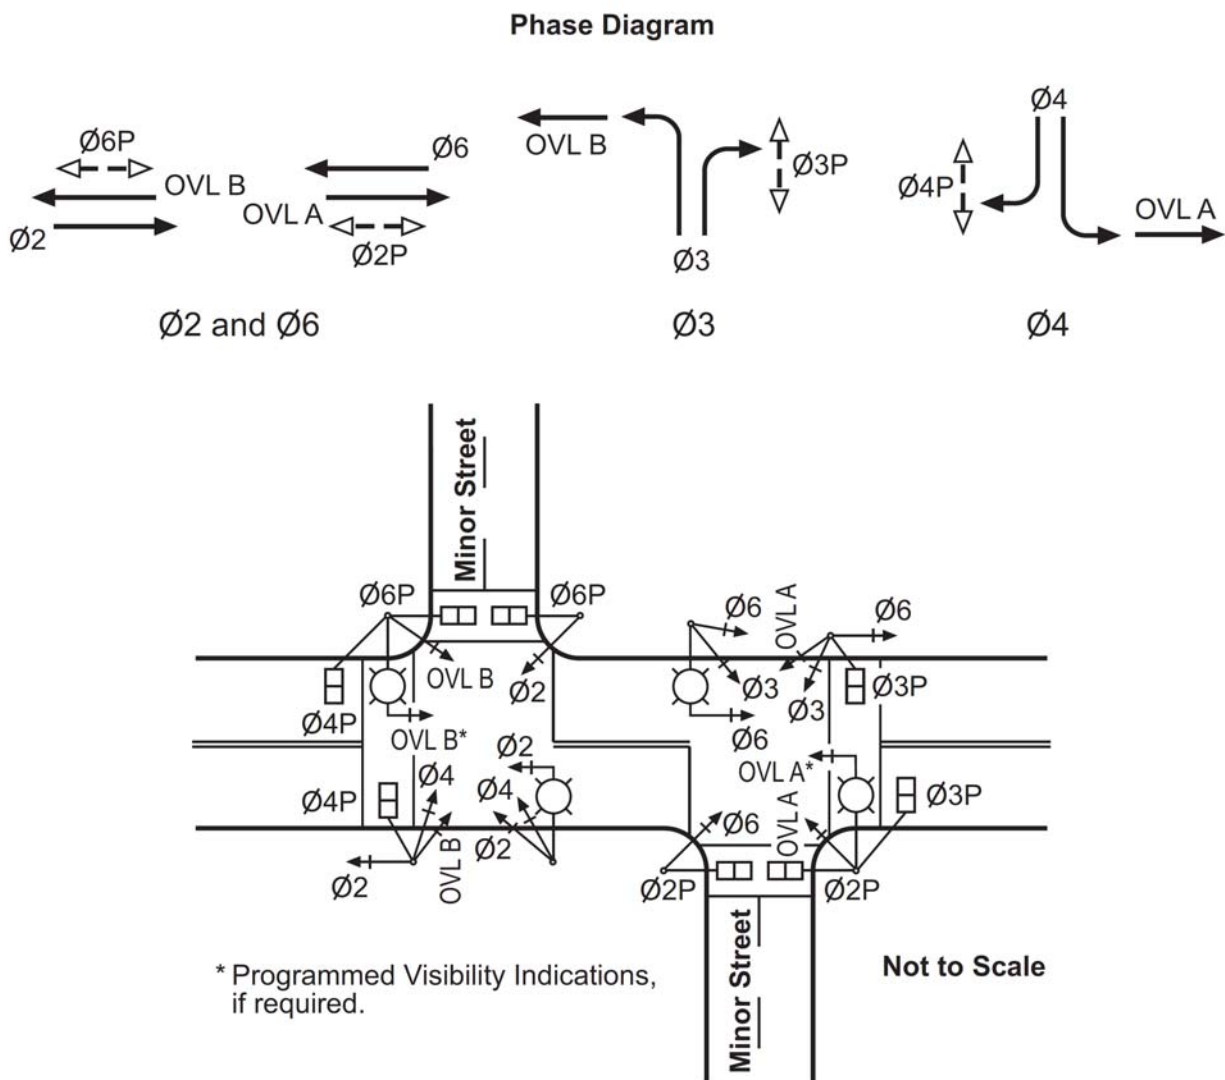 Phase Diagram
Ø6P
Ø6
OVL B
OVL A
Ø2
Ø2P
Ø2 and Ø6
OVL B
Ø3P
Ø3
Ø3
Ø4
Ø4P
OVL A
Ø4
Minor Street
Ø6P
Ø6P
Ø6
OVL A
Ø6
OVL B
Ø2
Ø3
Ø3
Ø3P
Ø4P
OVL B*
Ø6
Ø2
OVL A*
Ø4
Ø4
Ø4P
Ø3P
Ø2
Ø6
OVL A
Ø2
OVL B
Ø2P
Ø2P
Minor Street
* Programmed Visibility Indications,
if required.
Not to Scale